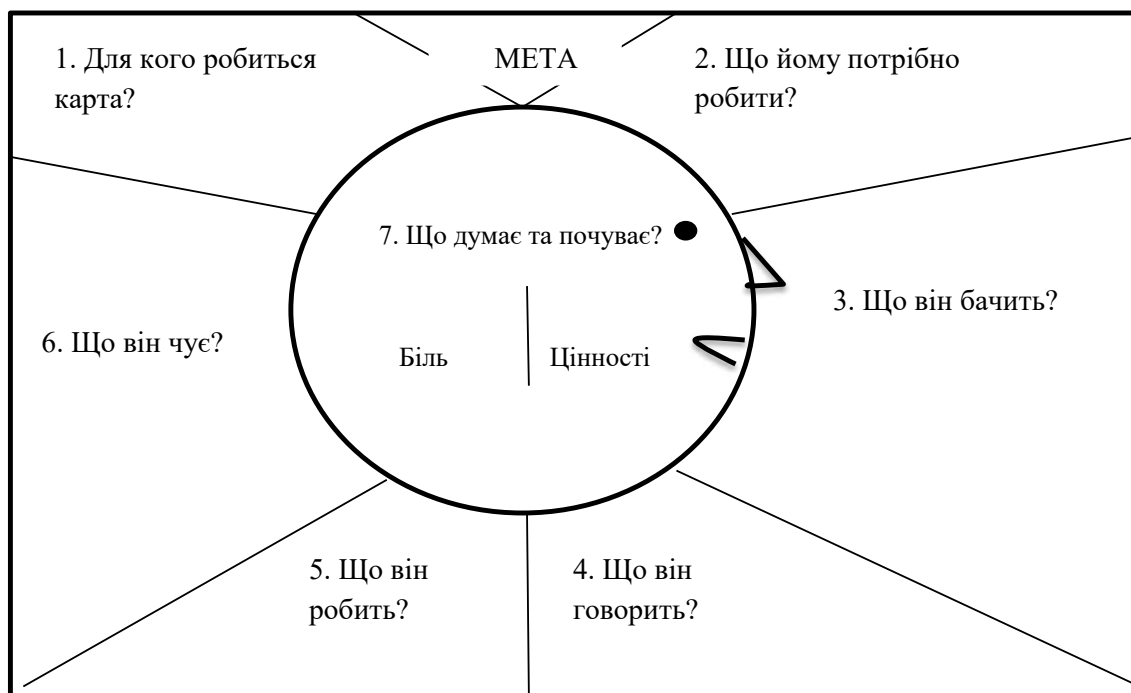 1. Для кого робиться
карта?
МЕТА
2. Що йому потрібно
робити?
7. Що думає та почуває?
3. Що він бачить?
6. Що він чує?
Біль
Цінності
5. Що він
робить?
4. Що він
говорить?